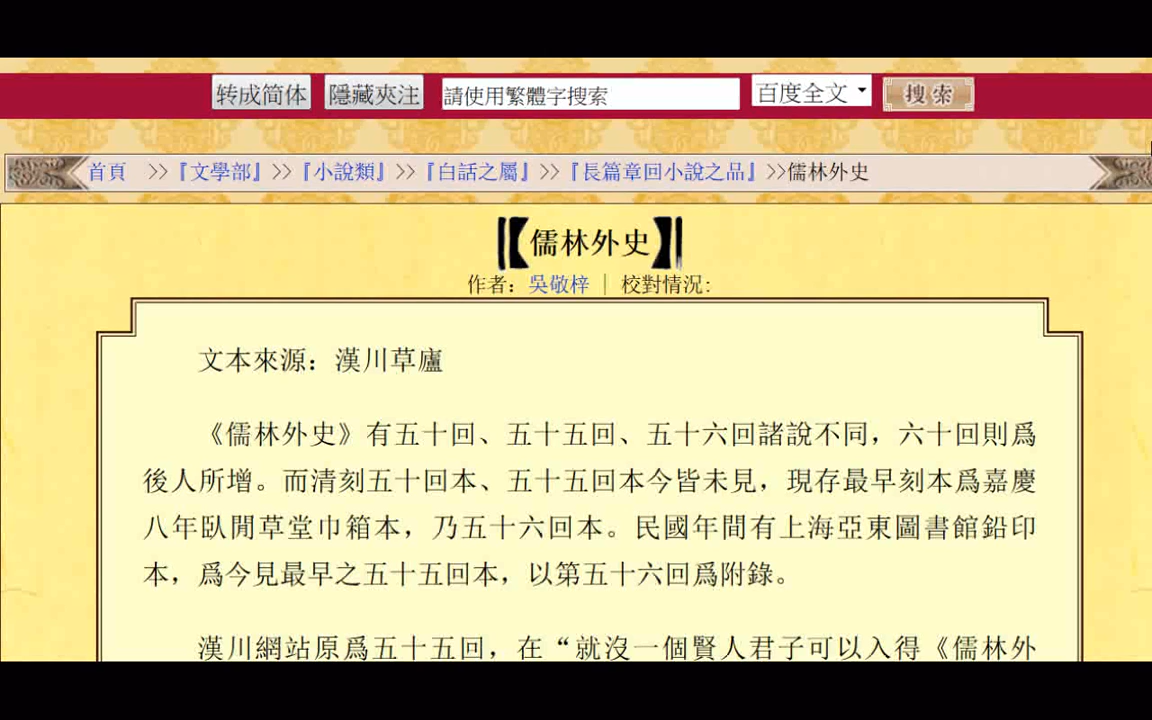 转成简体 隱藏夾注 請使用繁體字搜索 百度全文 搜索
首頁 >>『文學部』>>『小說類』>>『白話之屬』>>『長篇章回小說之品』>>儒林外史
【儒林外史】
作者：吳敬梓 ｜ 校對情況:
文本來源：漢川草廬
《儒林外史》有五十回、五十五回、五十六回諸說不同，六十回則爲
後人所增。而清刻五十回本、五十五回本今皆未見，現存最早刻本爲嘉慶
八年臥閒草堂巾箱本，乃五十六回本。民國年間有上海亞東圖書館鉛印
本，爲今見最早之五十五回本，以第五十六回爲附錄。
漢川網站原爲五十五回，在“就沒一個賢人君子可以入得《儒林外